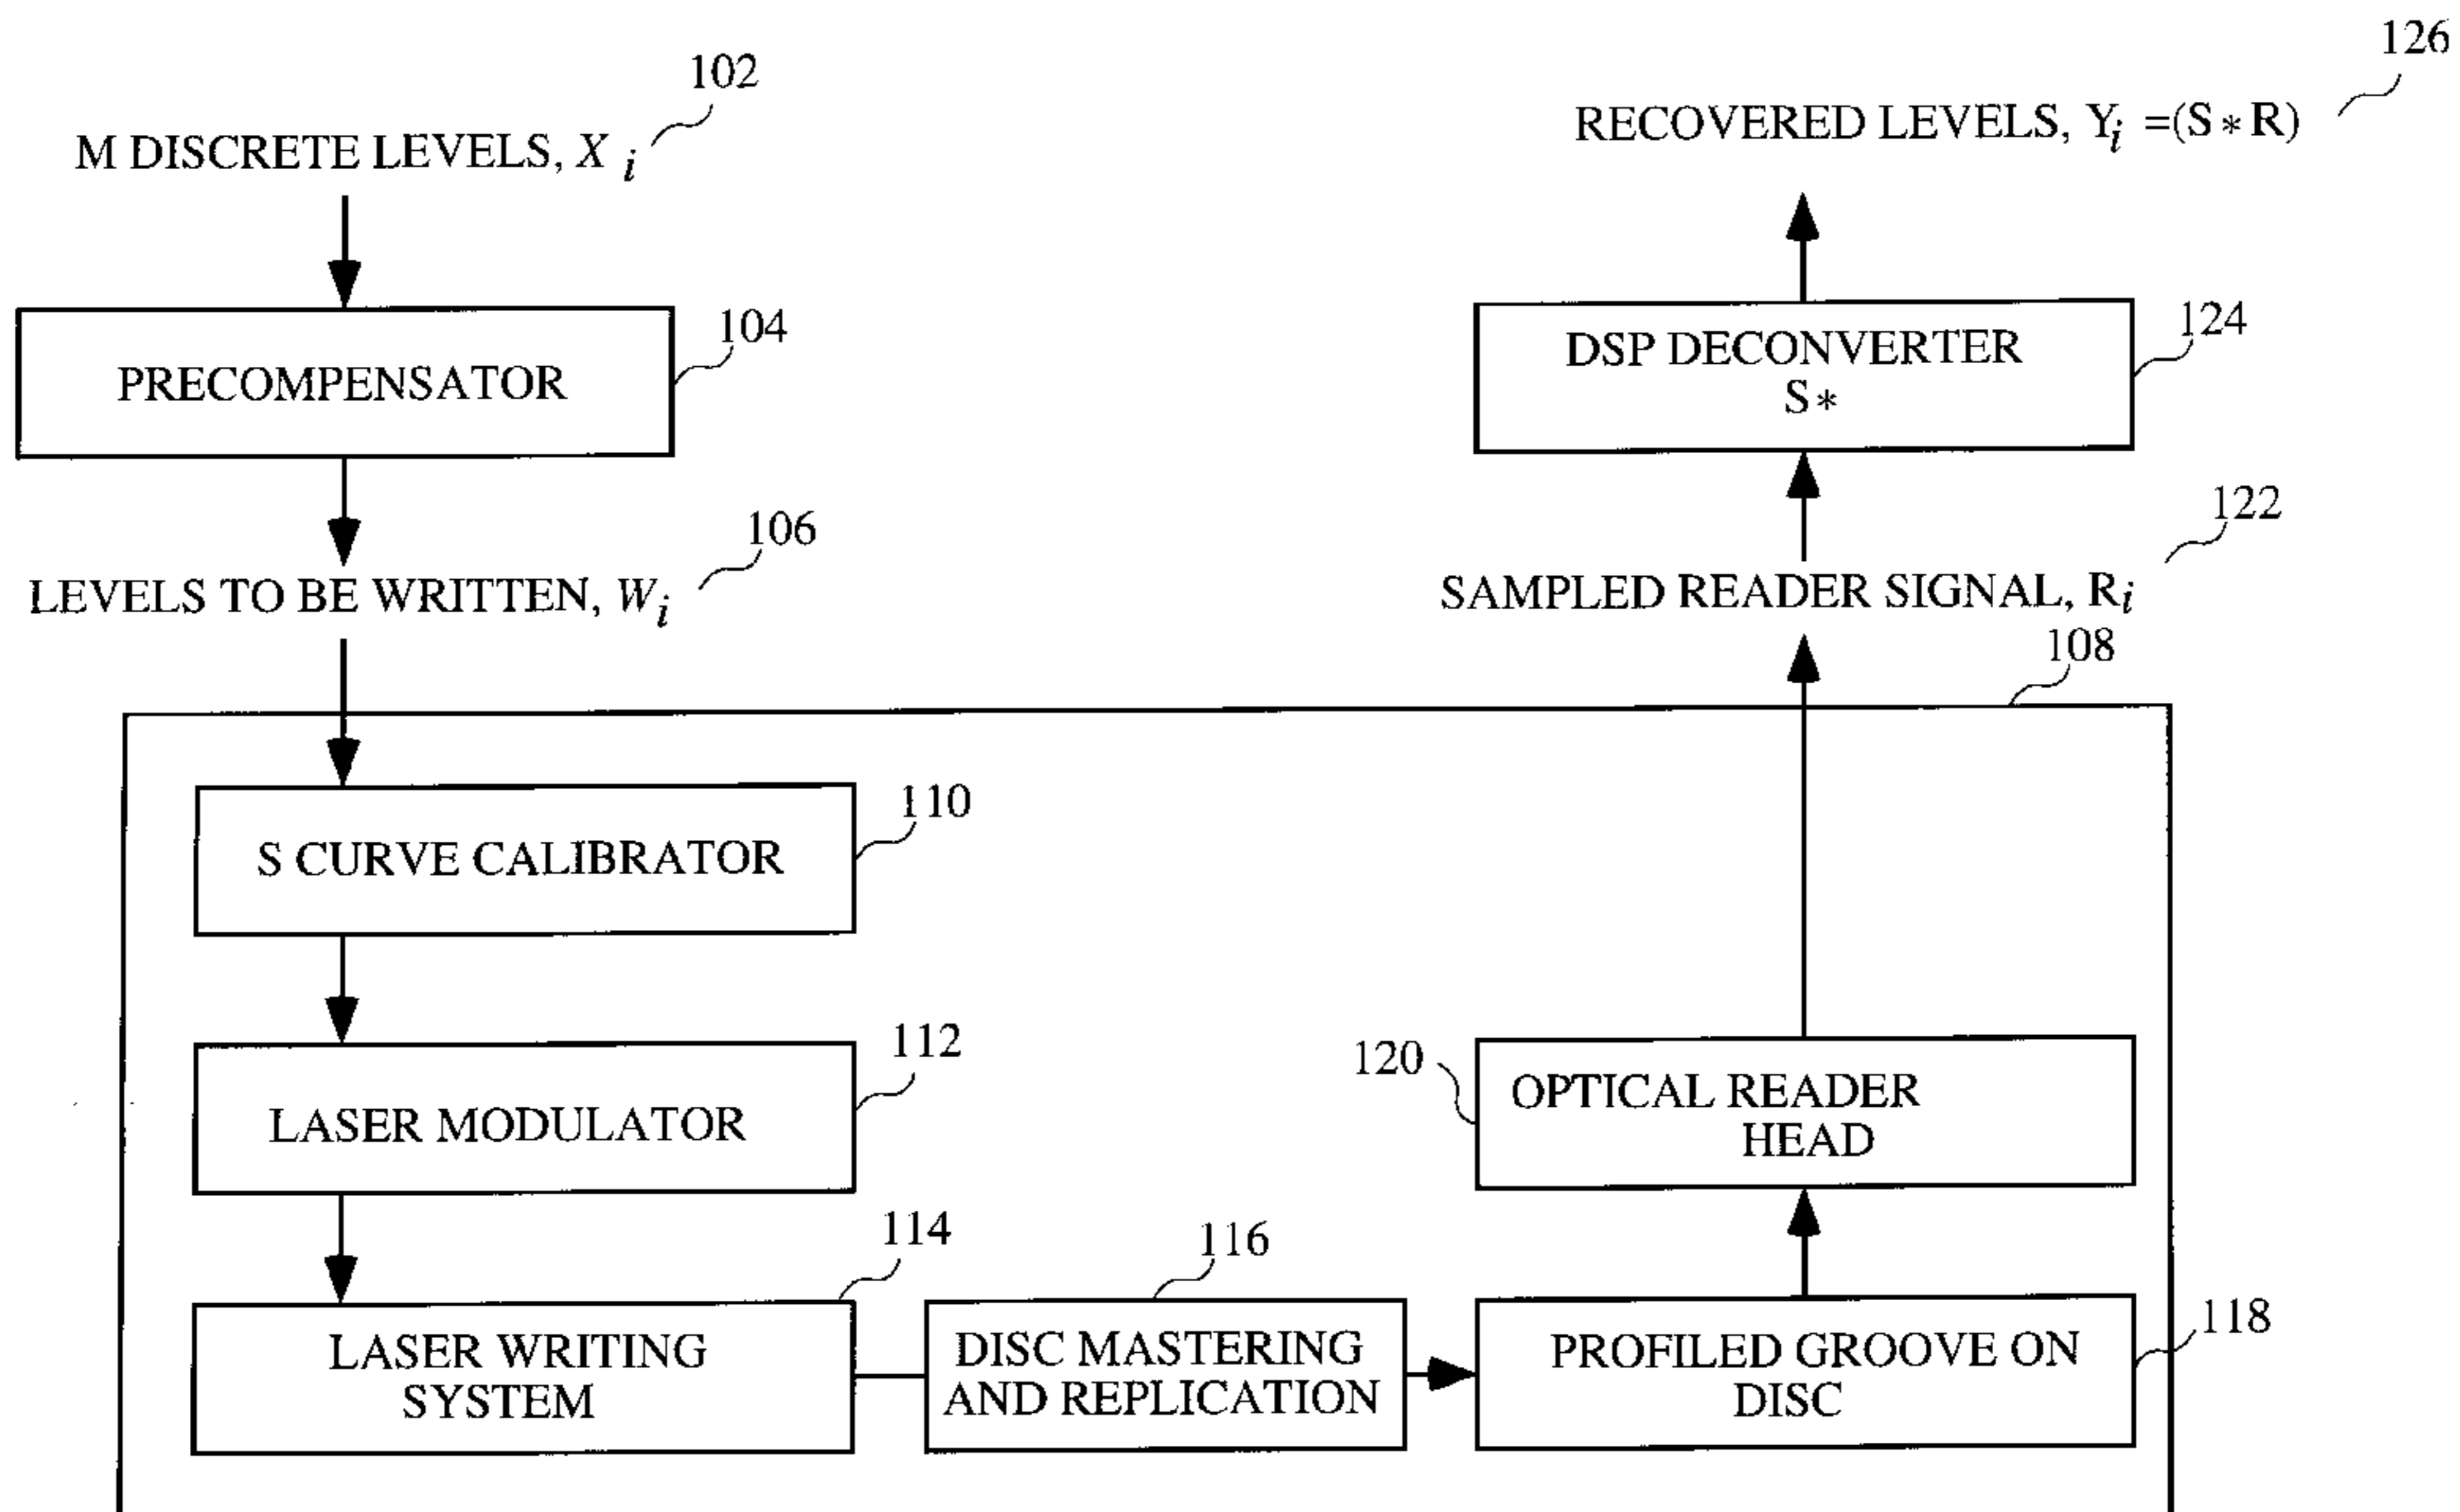 102
M DISCRETE LEVELS, X i
104
PRECOMPENSATOR
106
LEVELS TO BE WRITTEN, Wi
110
S CURVE CALIBRATOR
112
LASER MODULATOR
114
LASER WRITING
SYSTEM
116
DISC MASTERING
AND REPLICATION
118
PROFILED GROOVE ON
DISC
120
OPTICAL READER
HEAD
108
122
SAMPLED READER SIGNAL, Ri
124
DSP DECONVERTER
S*
126
RECOVERED LEVELS, Yi =(S * R)